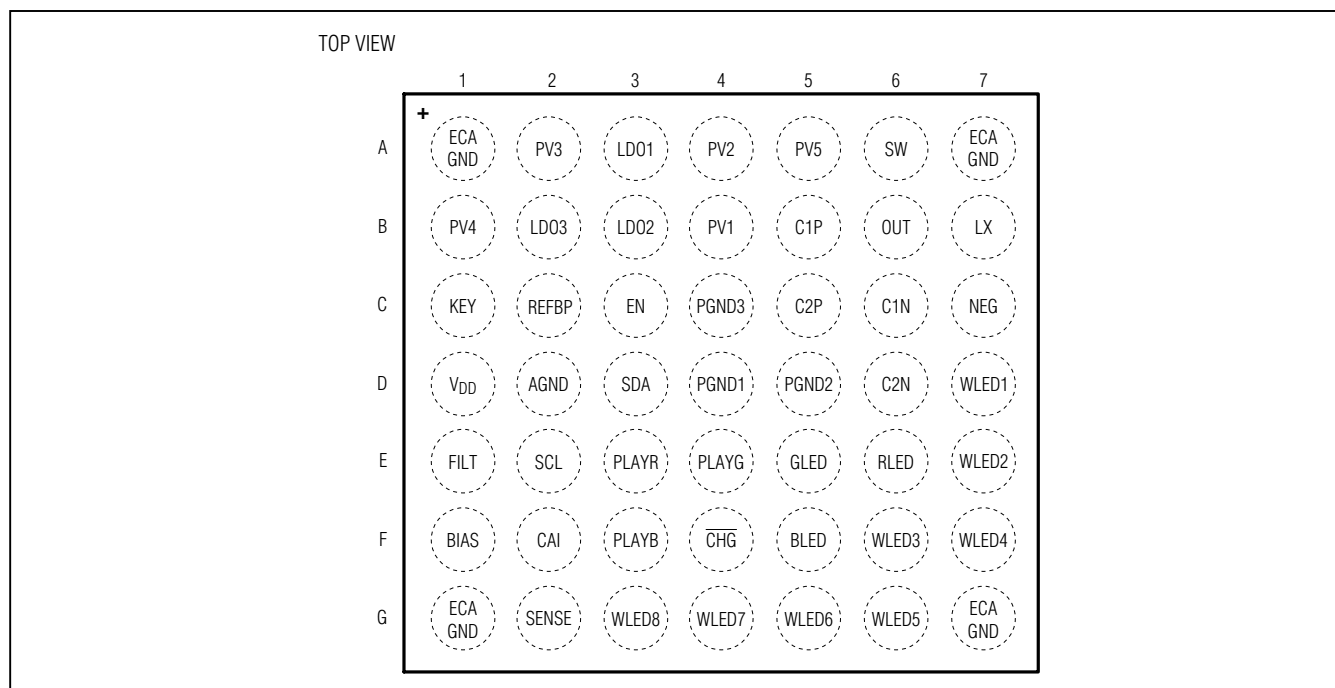 TOP VIEW
1 2 3 4 5 6 7
+
A ECA GND PV3 LDO1 PV2 PV5 SW ECA GND
B PV4 LDO3 LDO2 PV1 C1P OUT LX
C KEY REFBP EN PGND3 C2P C1N NEG
D VDD AGND SDA PGND1 PGND2 C2N WLED1
E FILT SCL PLAYR PLAYG GLED RLED WLED2
F BIAS CAI PLAYB CHG BLED WLED3 WLED4
G ECA GND SENSE WLED8 WLED7 WLED6 WLED5 ECA GND